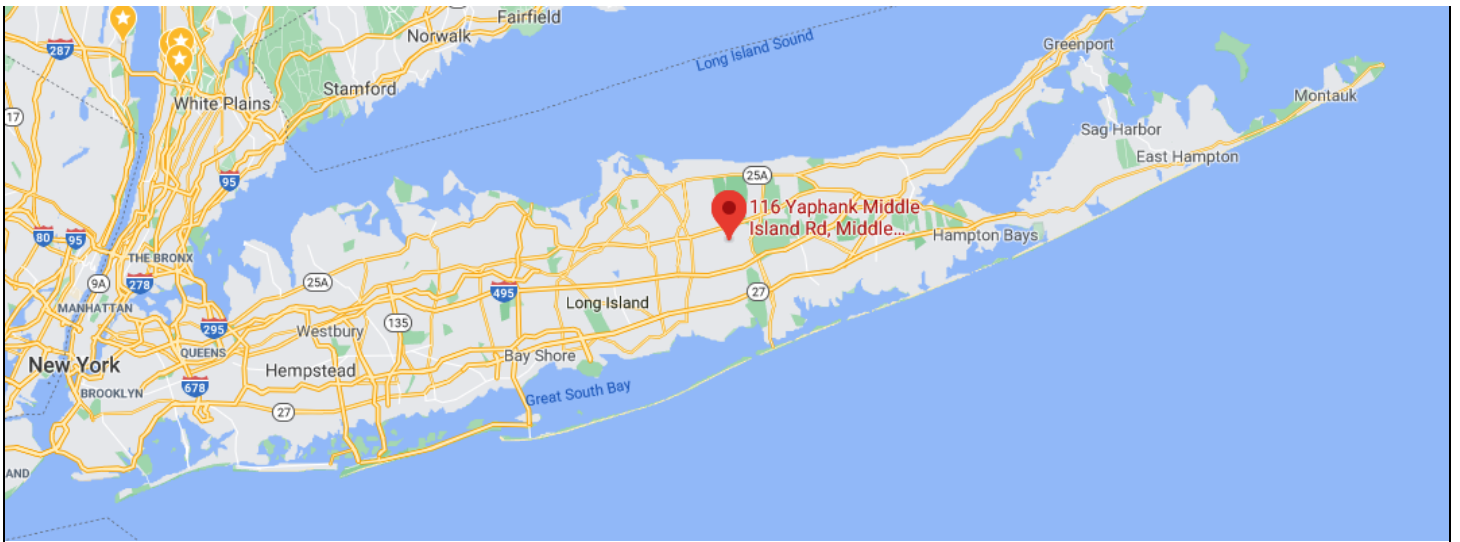 Fairfield
Norwalk
287
Long Island Sound
Greenport
Stamford
White Plains
Montauk
17
Sag Harbor
East Hampton
95
25A
116 Yaphank Middle
Island Rd, Middle...
Hampton Bays
80
95
THE BRONX
9A
278
25A
495
27
MANHATTAN
Long Island
295
Westbury
135
QUEENS
Bay Shore
New York
Hempstead
678
BROOKLYN
Great South Bay
27
AND